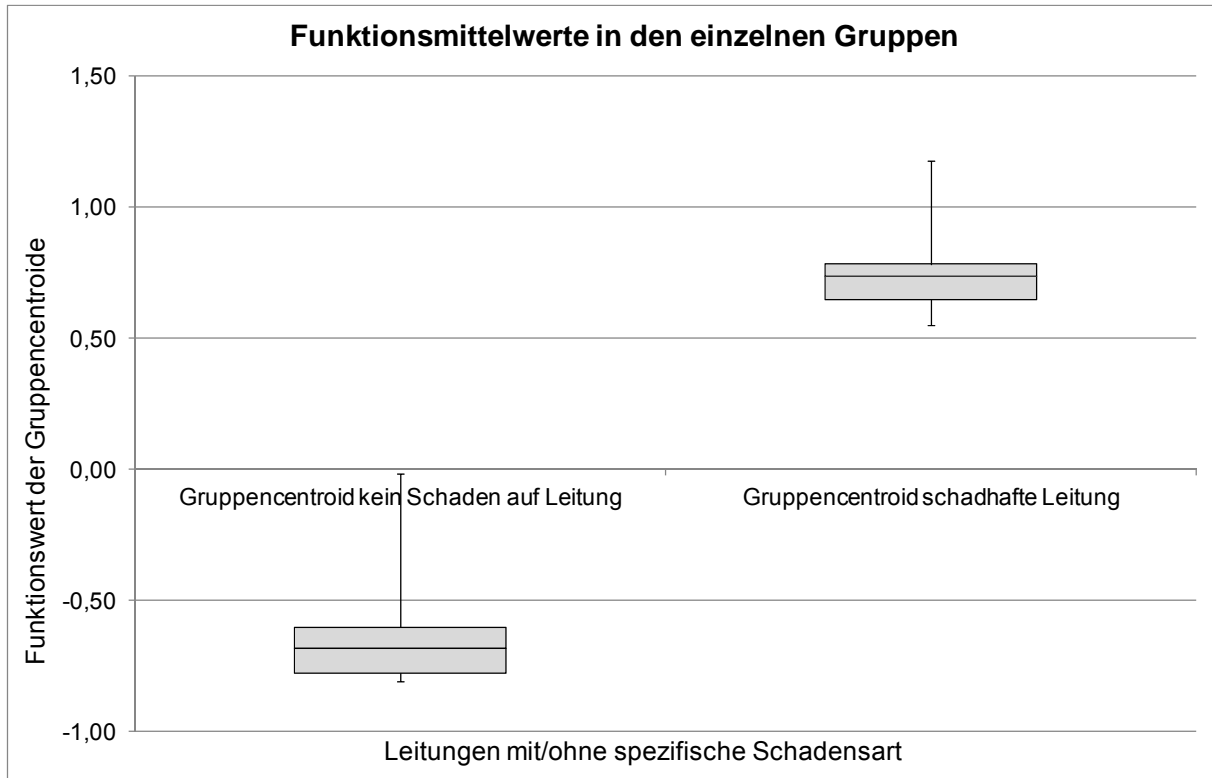 Funktionsmittelwerte in den einzelnen Gruppen
Funktionswert der Gruppencentroide
1,50
1,00
0,50
0,00
-0,50
-1,00
Gruppencentroid kein Schaden auf Leitung
Gruppencentroid schadhafte Leitung
Leitungen mit/ohne spezifische Schadensart